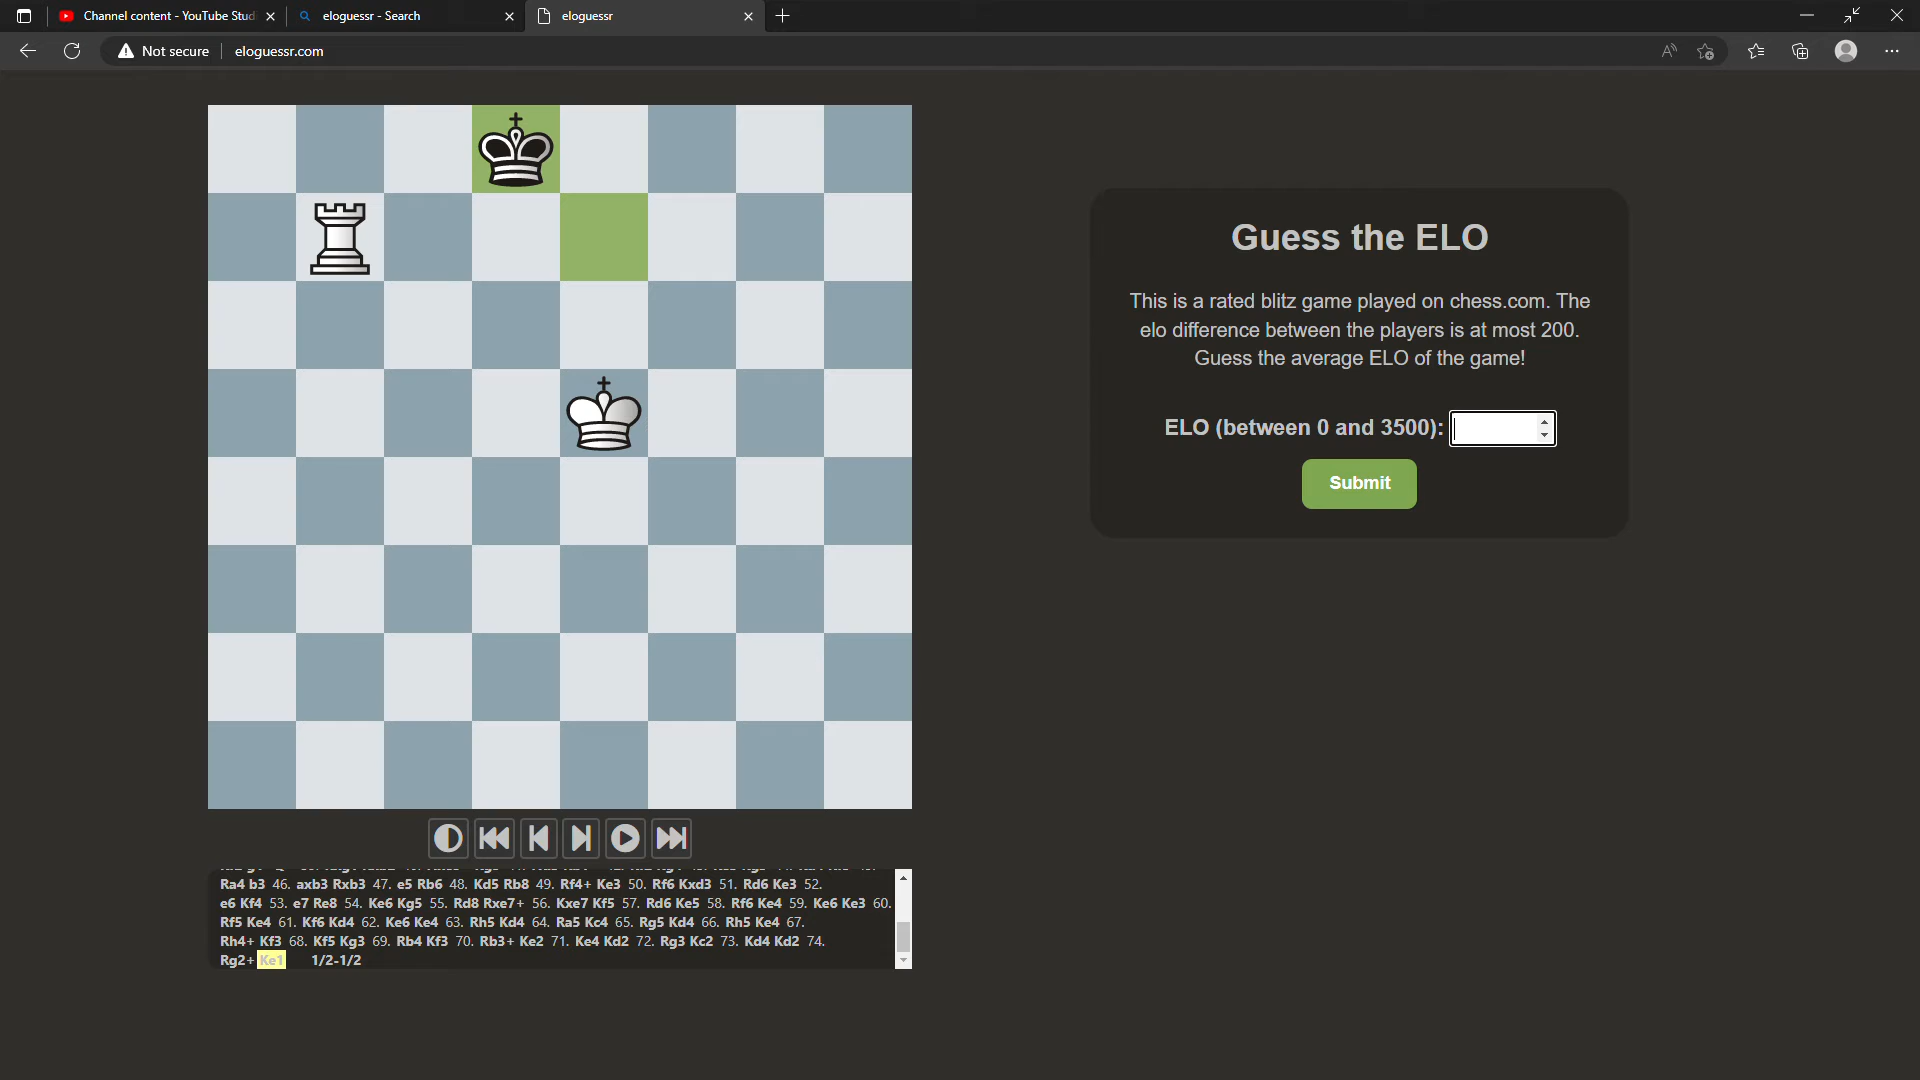 Channel content - YouTube Stud
eloguessr - Search
eloguessr
Not secure
eloguessr.com
Guess the ELO
This is a rated blitz game played on chess.com. The
elo difference between the players is at most 200.
Guess the average ELO of the game!
ELO (between 0 and 3500):
Submit
Ra4 b3 46. axb3 Rxb3 47. e5 Rb6 48. Kd5 Rb8 49. Rf4+ Ke3 50. Rf6 Kxd3 51. Rd6 Ke3 52.
e6 Kf4 53. e7 Re8 54. Ke6 Kg5 55. Rd8 Rxe7+ 56. Kxe7 Kf5 57. Rd6 Ke5 58. Rf6 Ke4 59. Ke6 Ke3 60.
Rf5 Ke4 61. Kf6 Kd4 62. Ke6 Ke4 63. Rh5 Kd4 64. Ra5 Kc4 65. Rg5 Kd4 66. Rh5 Ke4 67.
Rh4+ Kf3 68. Kf5 Kg3 69. Rb4 Kf3 70. Rb3+ Ke2 71. Ke4 Kd2 72. Rg3 Kc2 73. Kd4 Kd2 74.
Rg2+ Ke1 1/2-1/2